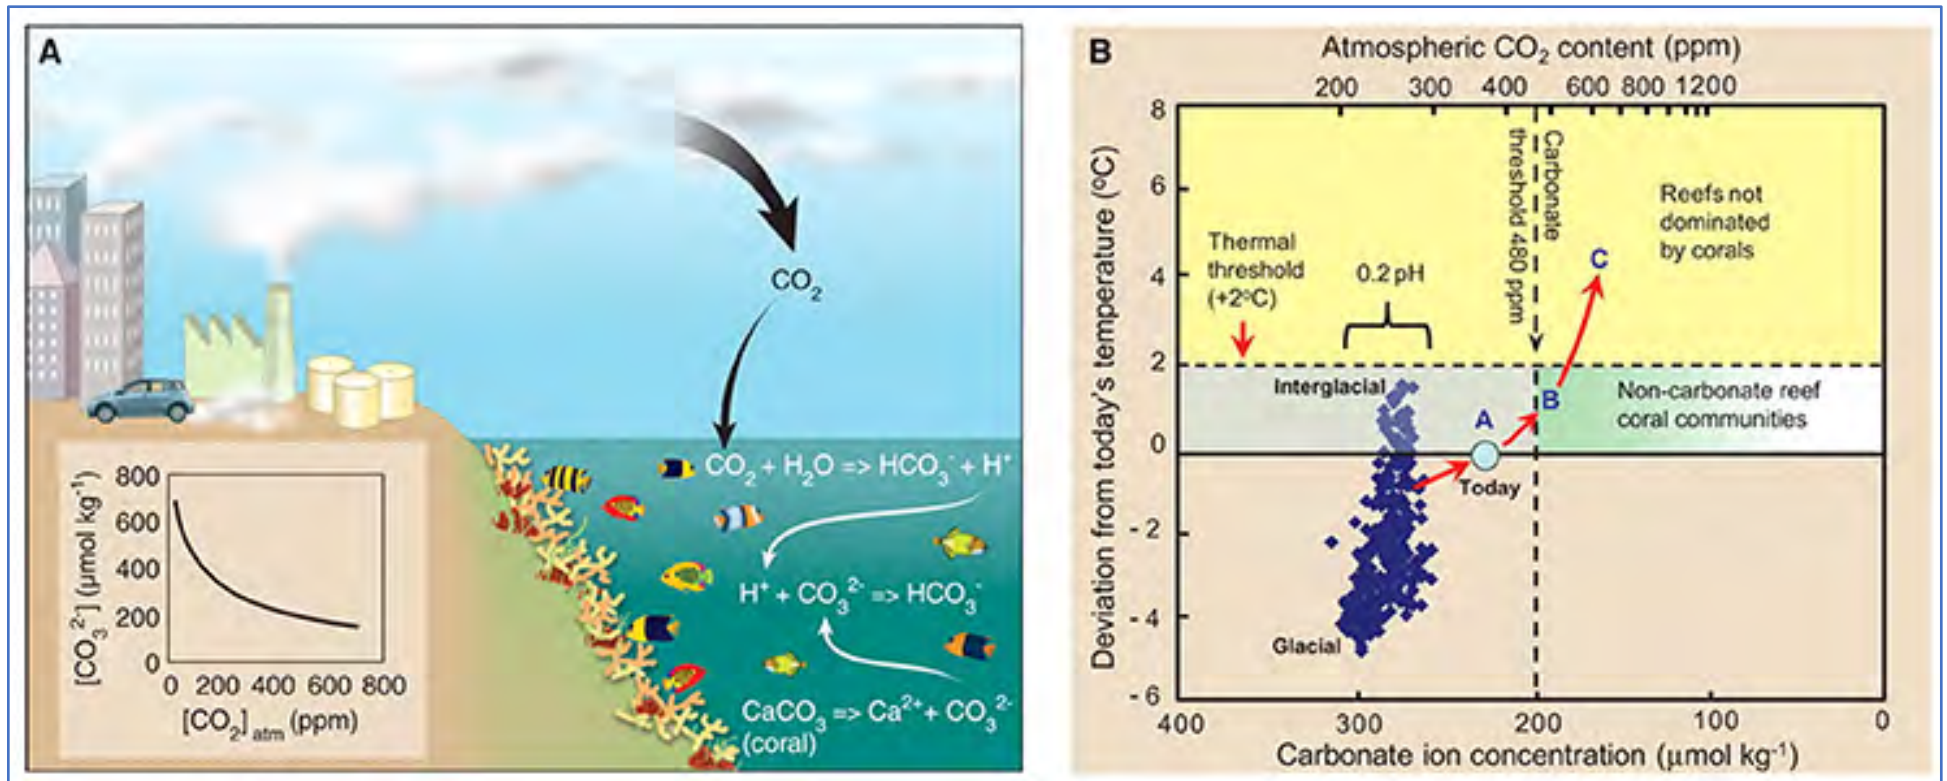 A
CO2
CO2 + H2O => HCO3- + H+
H+ + CO32- => HCO3-
CaCO3 => Ca2+ + CO32-
(coral)
[CO32-] (µmol kg-1)
800
600
400
200
0
0 200 400 600 800
[CO2]atm (ppm)
B
Atmospheric CO2 content (ppm)
200 300 400 600 800 1200
Deviation from today's temperature (°C)
8
6
4
2
0
- 2
- 4
- 6
Thermal
threshold
(+2°C)
0.2 pH
Carbonate
threshold 480 ppm
Reefs not
dominated
by corals
C
Interglacial
A
B
Non-carbonate reef
coral communities
Today
Glacial
400 300 200 100 0
Carbonate ion concentration (µmol kg-1)